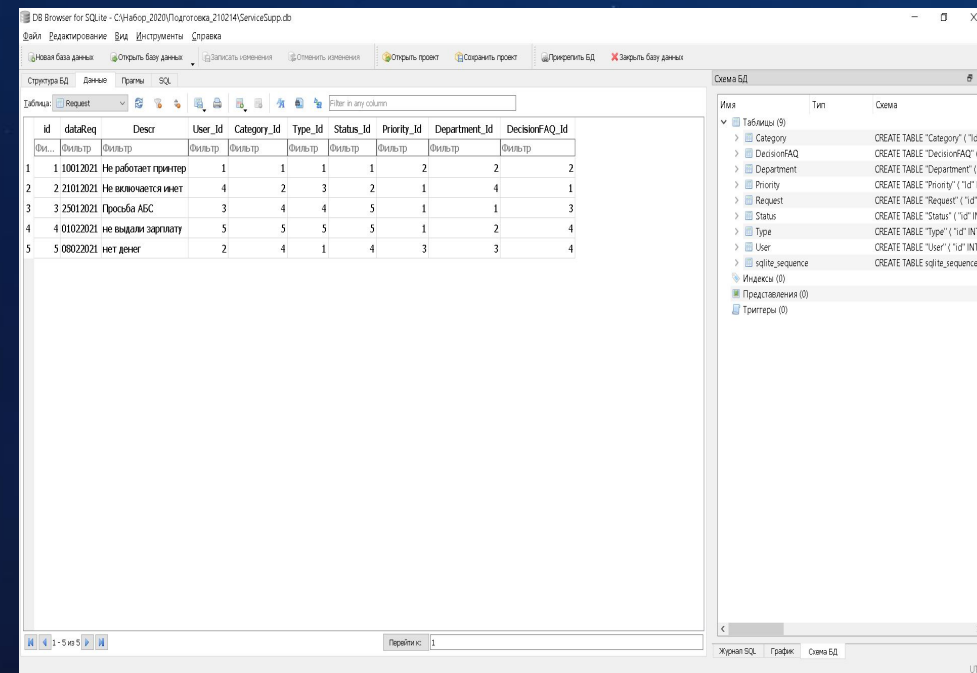 DB Browser for SQLite - C:\Набор_2020\Подготовка_210214\ServiceSupp.db
Файл Редактирование Вид Инструменты Справка
Новая база данных Открыть базу данных Записать изменения Отменить изменения Открыть проект Сохранить проект Прикрепить БД Закрыть базу данных
Структура БД Данные Прагмы SQL
Таблица: Request Filter in any column
id dataReq Descr User_Id Category_Id Type_Id Status_Id Priority_Id Department_Id DecisionFAQ_Id
Фи... Фильтр Фильтр Фильтр Фильтр Фильтр Фильтр Фильтр Фильтр Фильтр
1 1 10012021 Не работает принтер 1 1 1 1 2 2 2
2 2 21012021 Не включается инет 4 2 3 2 1 4 1
3 3 25012021 Просьба АБС 3 4 4 5 1 1 3
4 4 01022021 не выдали зарплату 5 5 5 5 1 2 4
5 5 08022021 нет денег 2 4 1 4 3 3 4
1 - 5 из 5 Перейти к: 1
Схема БД
Имя Тип Схема
Таблицы (9)
Category CREATE TABLE "Category" ( "Id
DecisionFAQ CREATE TABLE "DecisionFAQ" (
Department CREATE TABLE "Department" (
Priority CREATE TABLE "Priority" ( "Id"
Request CREATE TABLE "Request" ( "id"
Status CREATE TABLE "Status" ( "id" IN
Type CREATE TABLE "Type" ( "id" INT
User CREATE TABLE "User" ( "id" INT
sqlite_sequence CREATE TABLE sqlite_sequence
Индексы (0)
Представления (0)
Триггеры (0)
Журнал SQL График Схема БД
UT